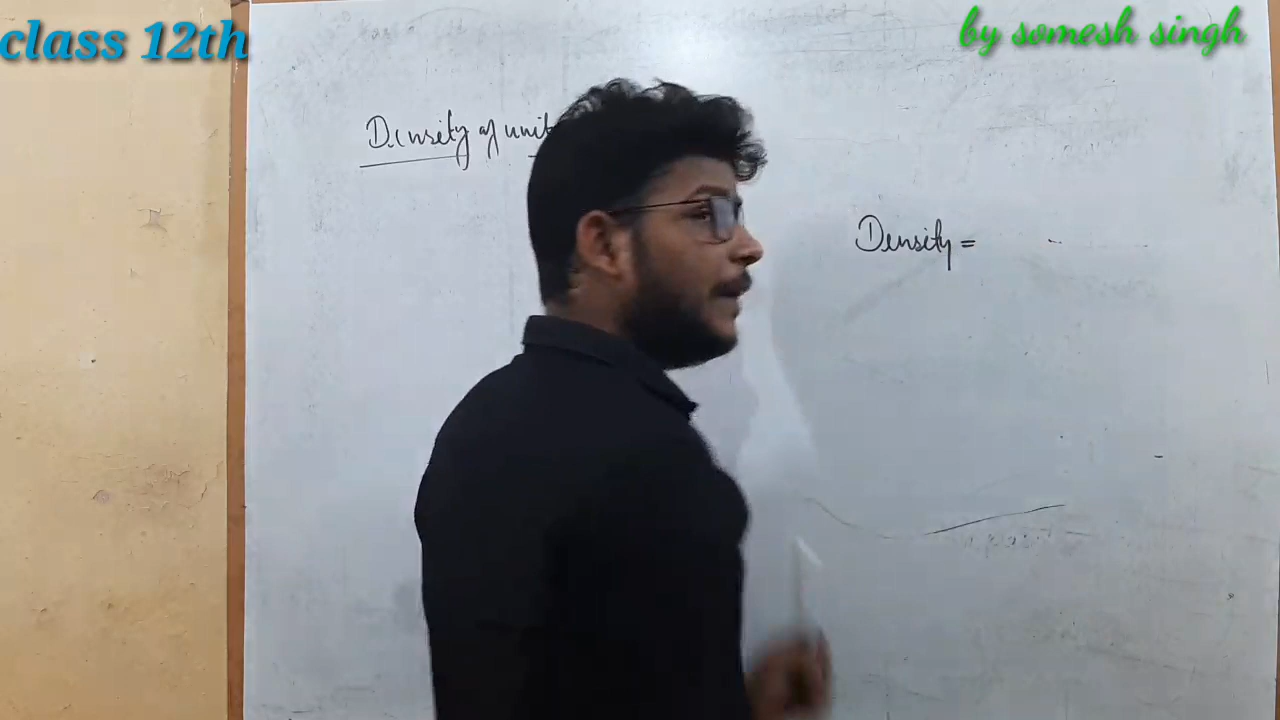 class 12th
by somesh singh
Density of unit
Density =